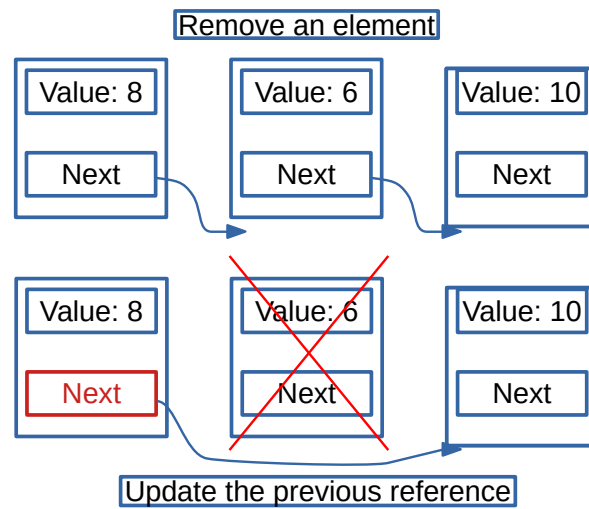 Remove an element
Value: 8
Value: 6
Value: 10
Next
Next
Next
Value: 8
Value: 6
Value: 10
Next
Next
Next
Update the previous reference